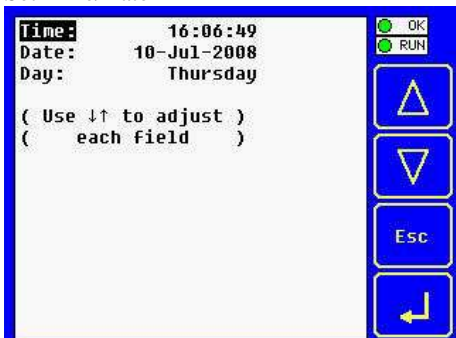 Time: 16:06:49
Date: 10-Jul-2008
Day: Thursday
( Use ↓↑ to adjust )
( each field )
OK
RUN
Esc